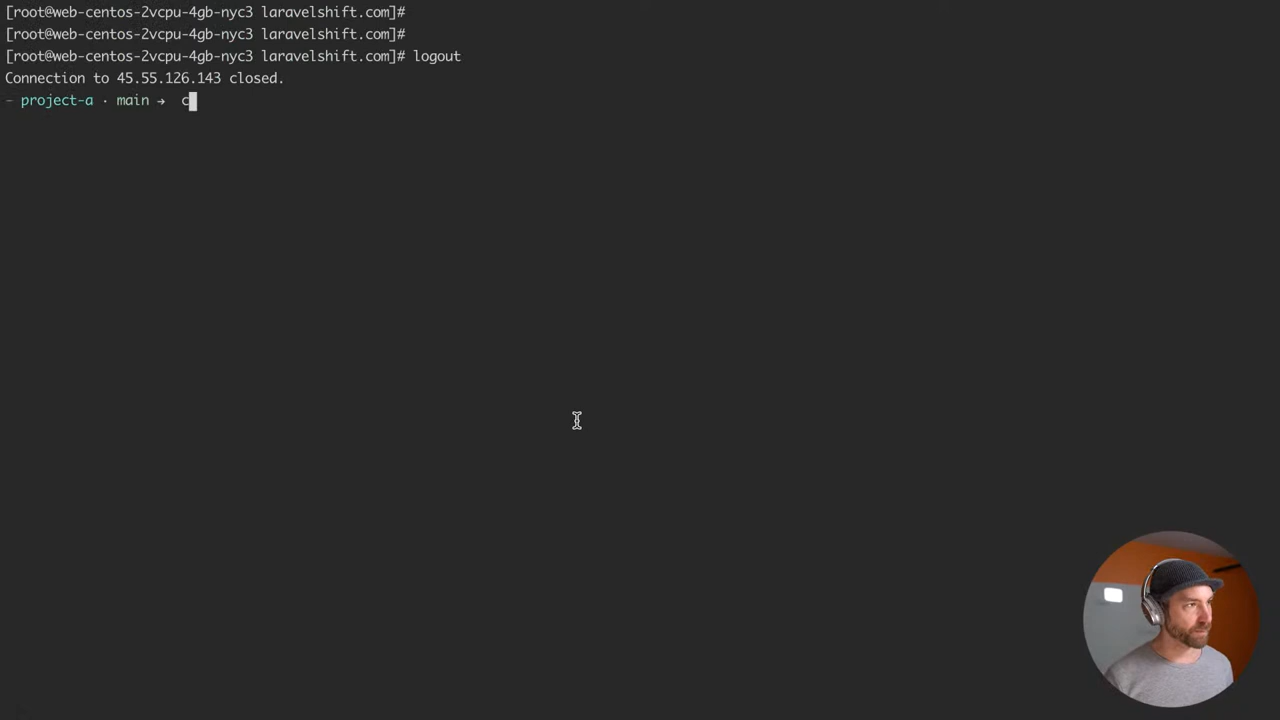 [root@web-centos-2vcpu-4gb-nyc3 laravelshift.com]#
[root@web-centos-2vcpu-4gb-nyc3 laravelshift.com]#
[root@web-centos-2vcpu-4gb-nyc3 laravelshift.com]# logout
Connection to 45.55.126.143 closed.
- project-a · main → c